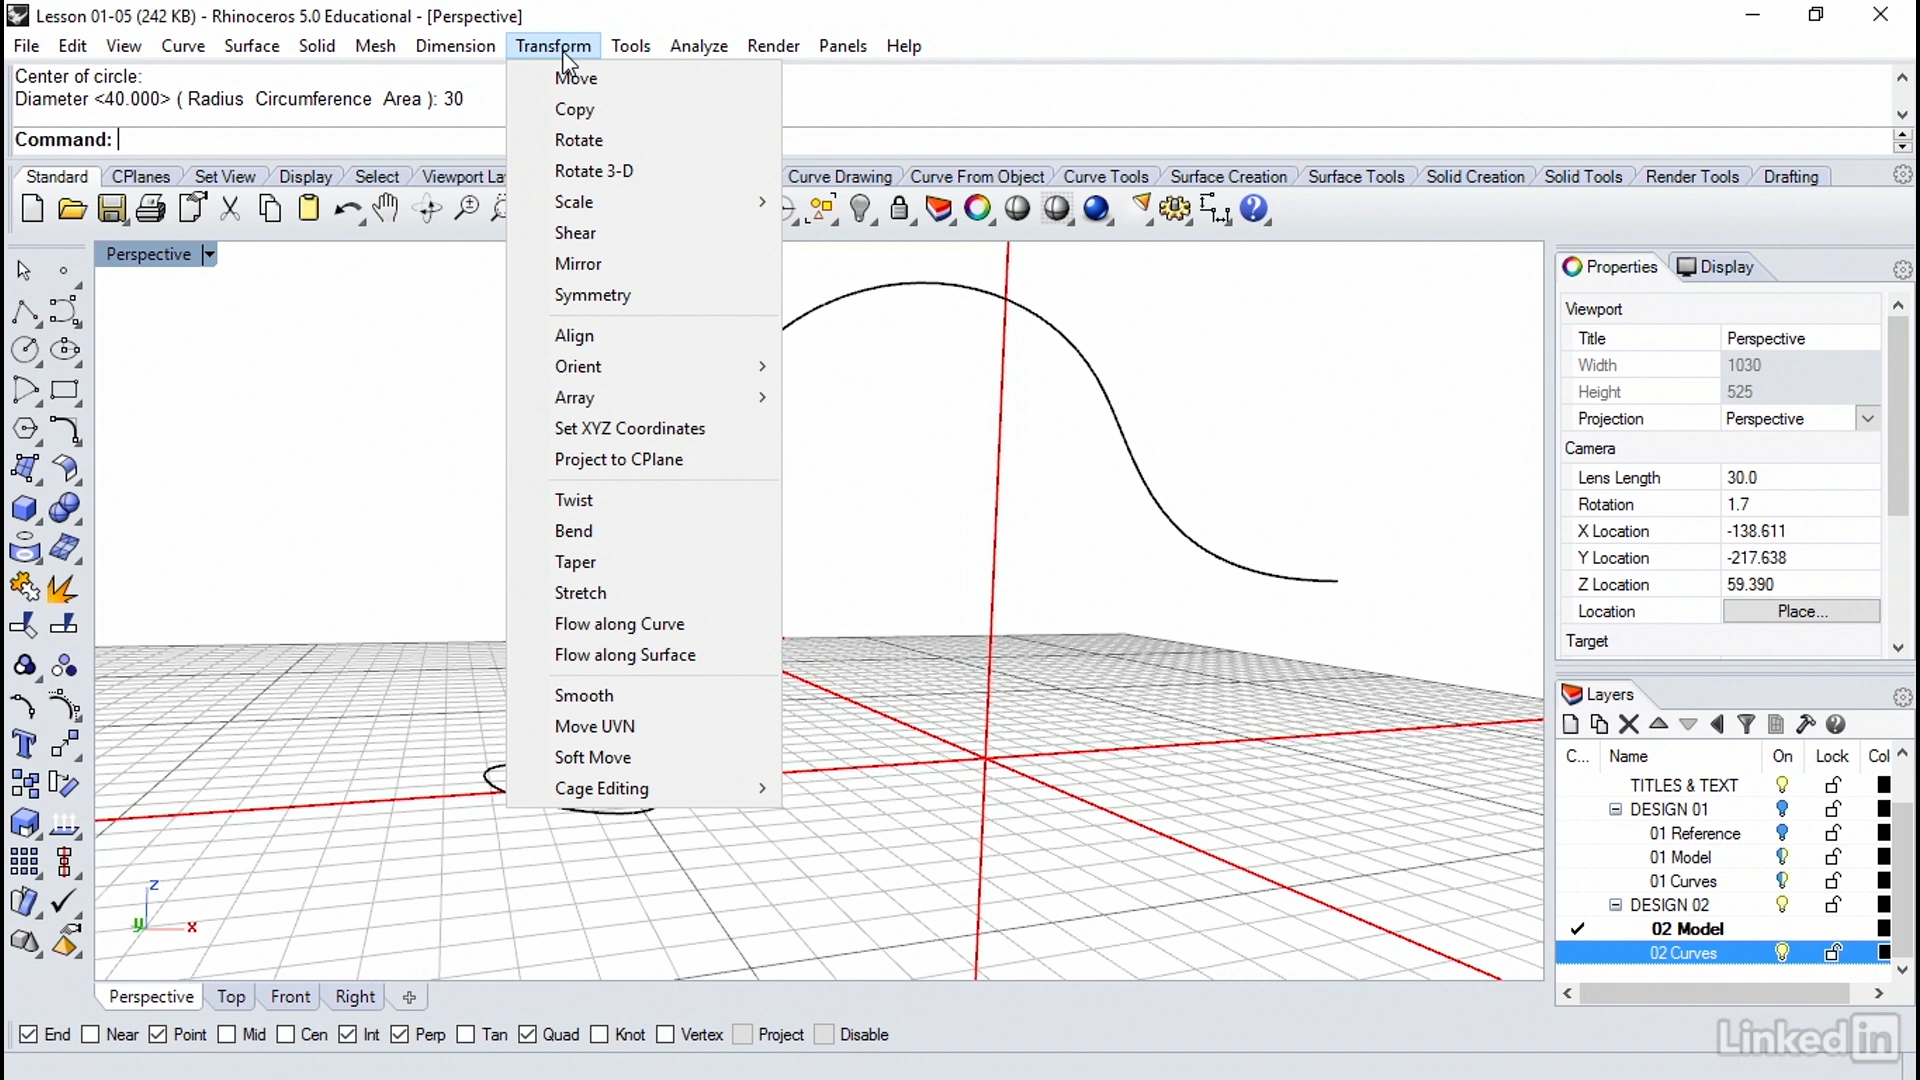 Lesson 01-05 (242 KB) - Rhinoceros 5.0 Educational - [Perspective]
File Edit View Curve Surface Solid Mesh Dimension Transform Tools Analyze Render Panels Help
Center of circle:
Diameter <40.000> ( Radius Circumference Area ): 30
Command:
Move
Copy
Rotate
Rotate 3-D
Scale
Shear
Mirror
Symmetry
Align
Orient
Array
Set XYZ Coordinates
Project to CPlane
Twist
Bend
Taper
Stretch
Flow along Curve
Flow along Surface
Smooth
Move UVN
Soft Move
Cage Editing
Standard CPlanes Set View Display Select Viewport La Curve Drawing Curve From Object Curve Tools Surface Creation Surface Tools Solid Creation Solid Tools Render Tools Drafting
Perspective
z
y x
Properties Display
Viewport
Title Perspective
Width 1030
Height 525
Projection Perspective
Camera
Lens Length 30.0
Rotation 1.7
X Location -138.611
Y Location -217.638
Z Location 59.390
Location Place...
Target
Layers
C... Name On Lock Col
TITLES & TEXT
DESIGN 01
01 Reference
01 Model
01 Curves
DESIGN 02
02 Model
02 Curves
Perspective Top Front Right
End Near Point Mid Cen Int Perp Tan Quad Knot Vertex Project Disable
Linked in